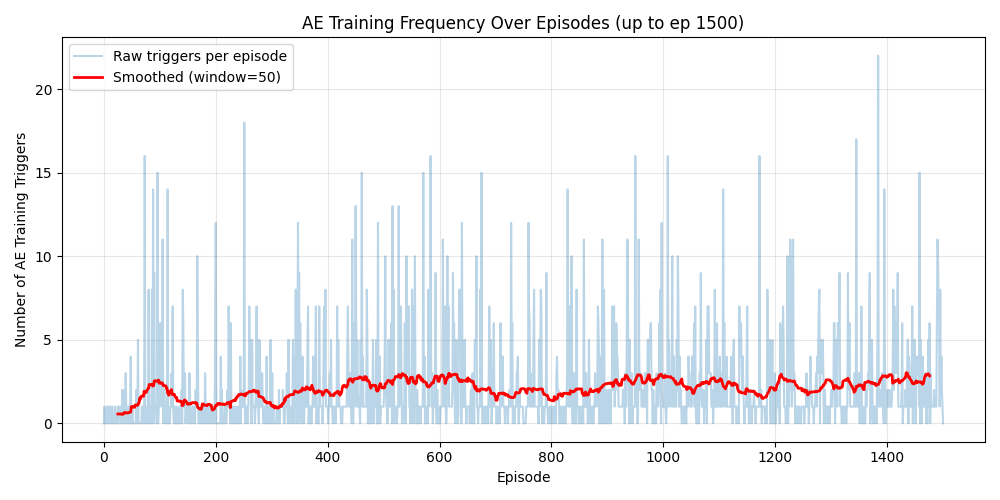 AE Training Frequency Over Episodes (up to ep 1500)
Raw triggers per episode
Smoothed (window=50)
Number of AE Training Triggers
20
15
10
5
0
0 200 400 600 800 1000 1200 1400
Episode